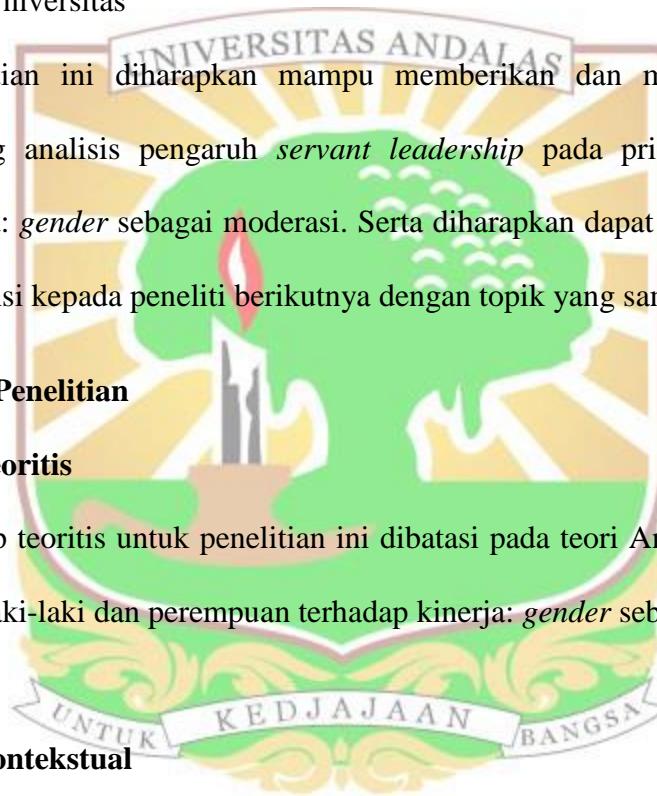 niversitas
UNIVERSITAS ANDALAS
ian ini diharapkan mampu memberikan dan m
g analisis pengaruh servant leadership pada pri
: gender sebagai moderasi. Serta diharapkan dapat
si kepada peneliti berikutnya dengan topik yang sa
Penelitian
eoritis
p teoritis untuk penelitian ini dibatasi pada teori A
aki-laki dan perempuan terhadap kinerja: gender seb
UNTUK KEDJAJAAN BANGSA
ontekstual